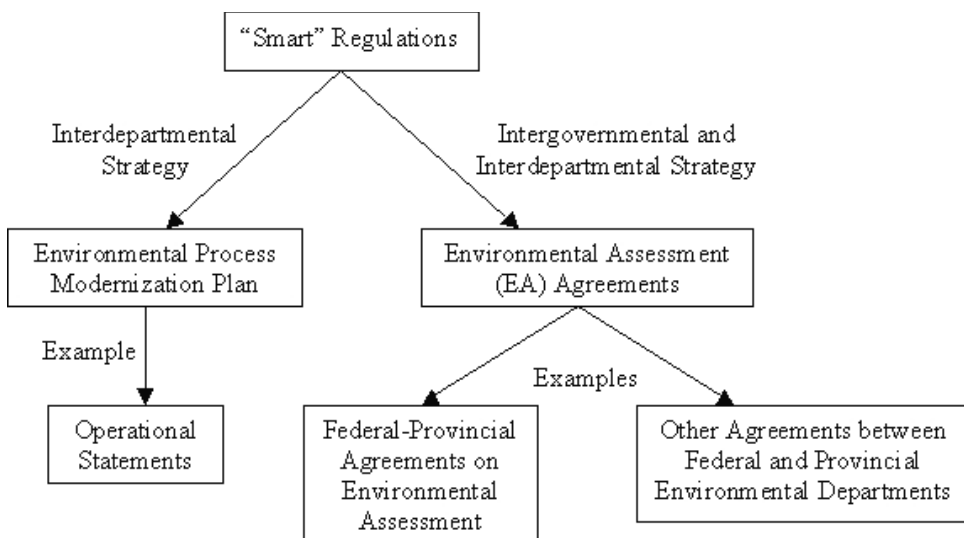 “Smart” Regulations
Interdepartmental
Strategy
Intergovernmental and
Interdepartmental Strategy
Environmental Process
Modernization Plan
Environmental Assessment
(EA) Agreements
Example
Examples
Operational
Statements
Federal-Provincial
Agreements on
Environmental
Assessment
Other Agreements between
Federal and Provincial
Environmental Departments